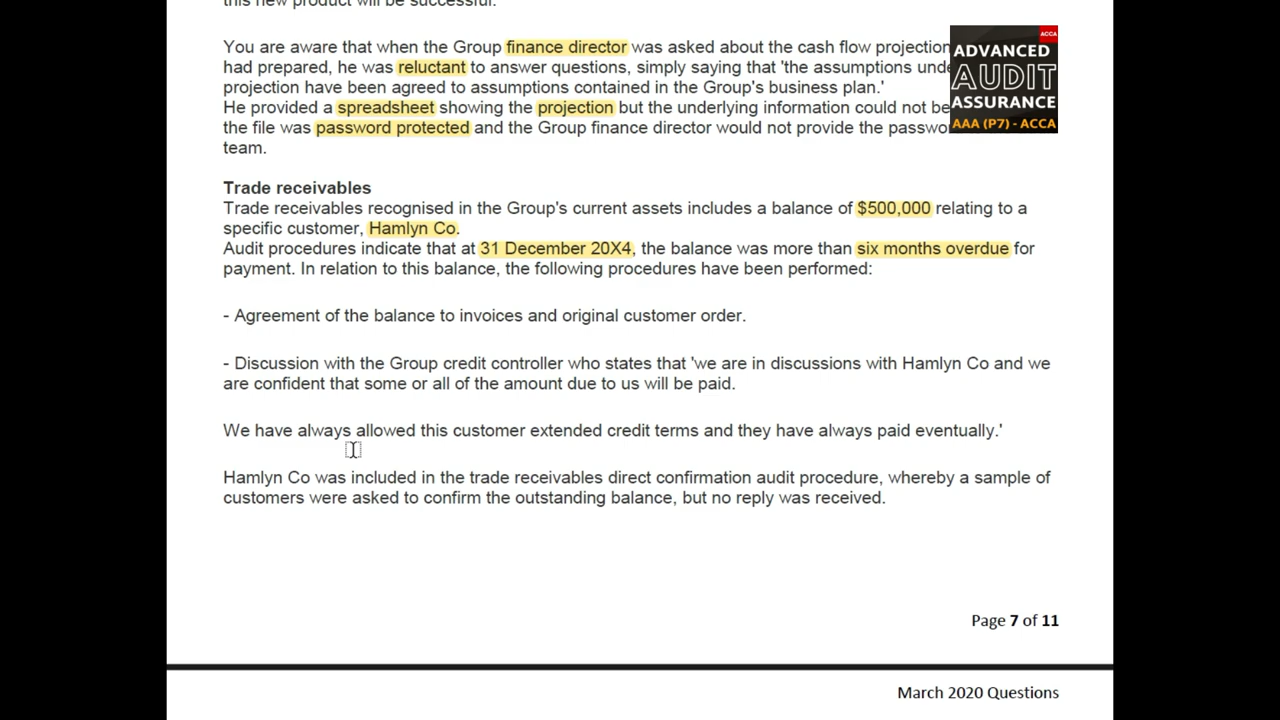 this new product will be successful.
You are aware that when the Group finance director was asked about the cash flow projection
had prepared, he was reluctant to answer questions, simply saying that 'the assumptions unde
projection have been agreed to assumptions contained in the Group's business plan.'
He provided a spreadsheet showing the projection but the underlying information could not be
the file was password protected and the Group finance director would not provide the passwor
team.
ACCA
ADVANCED
AUDIT
ASSURANCE
AAA (P7) - ACCA
Trade receivables
Trade receivables recognised in the Group's current assets includes a balance of $500,000 relating to a
specific customer, Hamlyn Co.
Audit procedures indicate that at 31 December 20X4, the balance was more than six months overdue for
payment. In relation to this balance, the following procedures have been performed:
- Agreement of the balance to invoices and original customer order.
- Discussion with the Group credit controller who states that 'we are in discussions with Hamlyn Co and we
are confident that some or all of the amount due to us will be paid.
We have always allowed this customer extended credit terms and they have always paid eventually.'
Hamlyn Co was included in the trade receivables direct confirmation audit procedure, whereby a sample of
customers were asked to confirm the outstanding balance, but no reply was received.
Page 7 of 11
March 2020 Questions